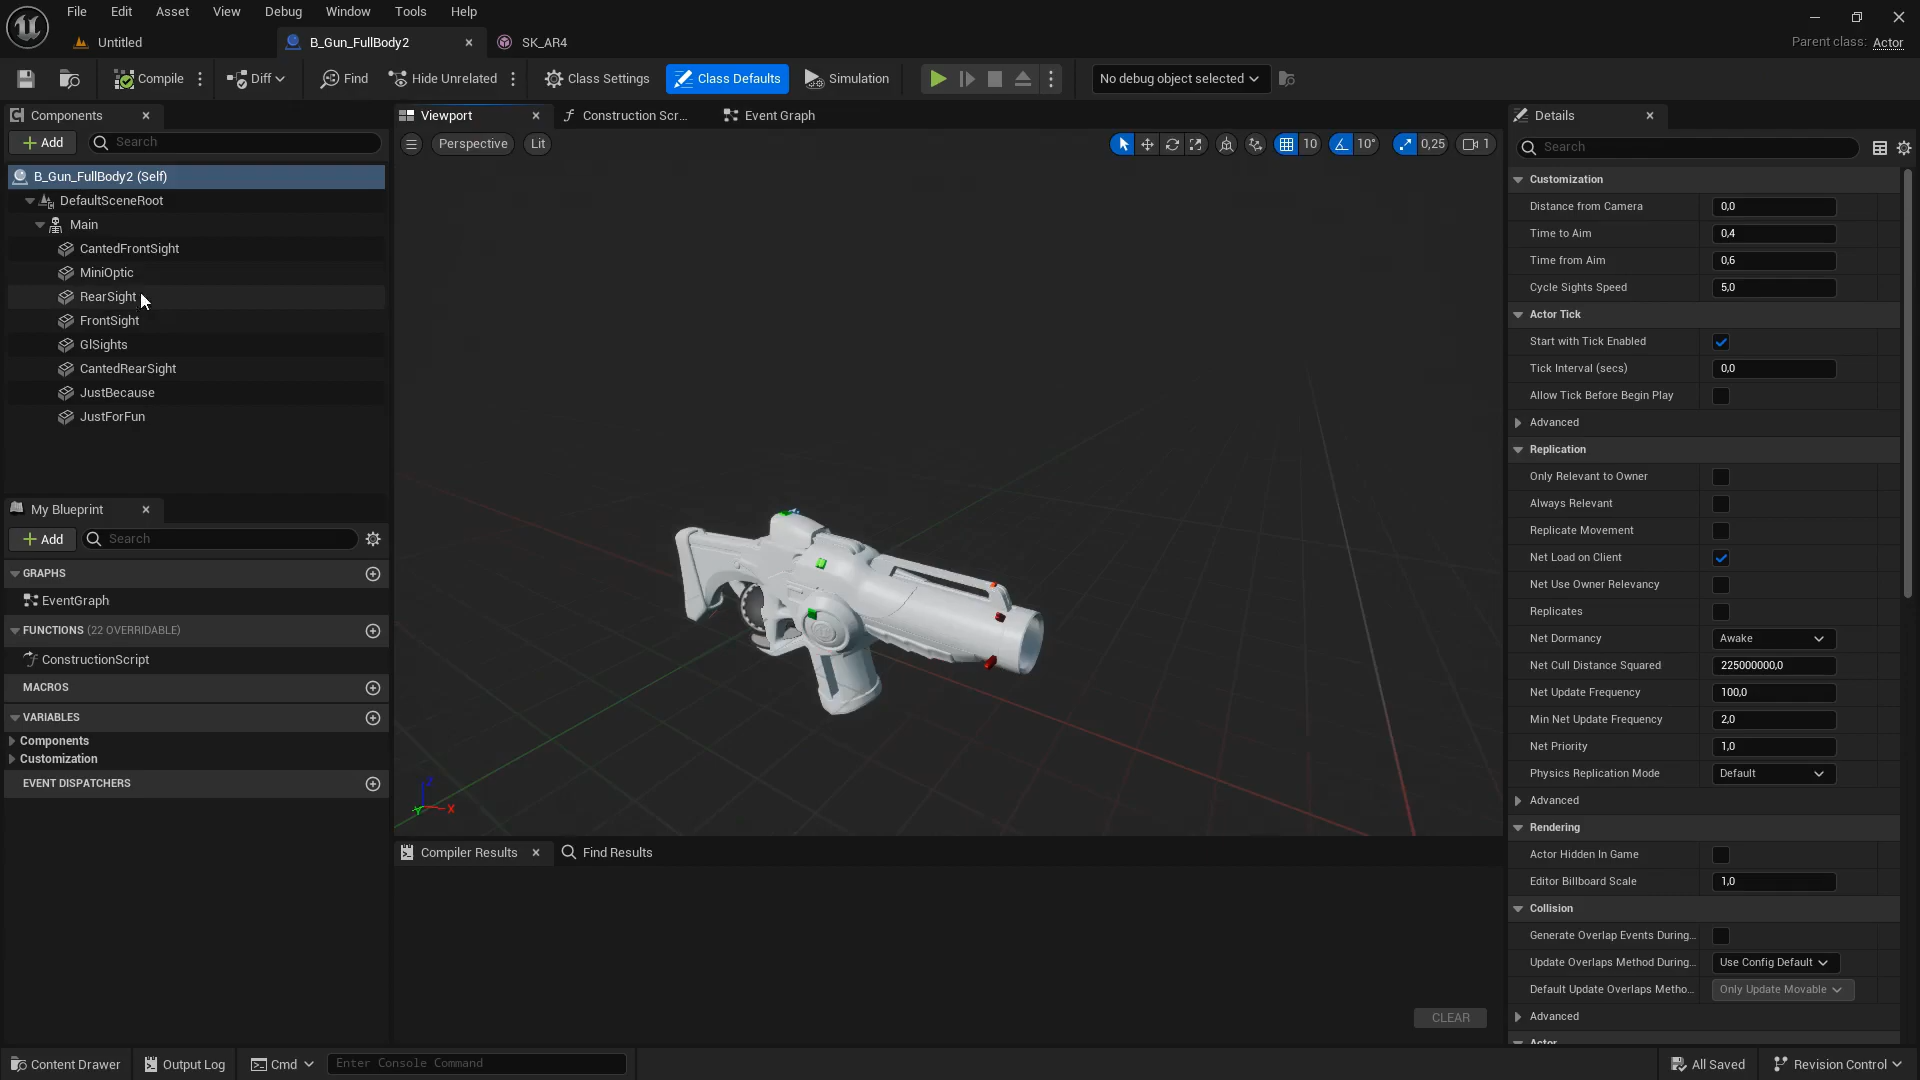 File Edit Asset View Debug Window Tools Help
Untitled B_Gun_FullBody2 SK_AR4 Parent class: Actor
Compile Diff Find Hide Unrelated Class Settings Class Defaults Simulation No debug object selected
Components Viewport Construction Scr... Event Graph Details
Add Search Perspective Lit 10 10° 0,25 1 Search
B_Gun_FullBody2 (Self)
DefaultSceneRoot
Main
CantedFrontSight
MiniOptic
RearSight
FrontSight
GlSights
CantedRearSight
JustBecause
JustForFun
My Blueprint
Add Search
GRAPHS
EventGraph
FUNCTIONS (22 OVERRIDABLE)
ConstructionScript
MACROS
VARIABLES
Components
Customization
EVENT DISPATCHERS
Z
Y X
Compiler Results Find Results
CLEAR
Customization
Distance from Camera 0,0
Time to Aim 0,4
Time from Aim 0,6
Cycle Sights Speed 5,0
Actor Tick
Start with Tick Enabled
Tick Interval (secs) 0,0
Allow Tick Before Begin Play
Advanced
Replication
Only Relevant to Owner
Always Relevant
Replicate Movement
Net Load on Client
Net Use Owner Relevancy
Replicates
Net Dormancy Awake
Net Cull Distance Squared 225000000,0
Net Update Frequency 100,0
Min Net Update Frequency 2,0
Net Priority 1,0
Physics Replication Mode Default
Advanced
Rendering
Actor Hidden In Game
Editor Billboard Scale 1,0
Collision
Generate Overlap Events During...
Update Overlaps Method During... Use Config Default
Default Update Overlaps Metho... Only Update Movable
Advanced
Actor
Content Drawer Output Log Cmd Enter Console Command All Saved Revision Control